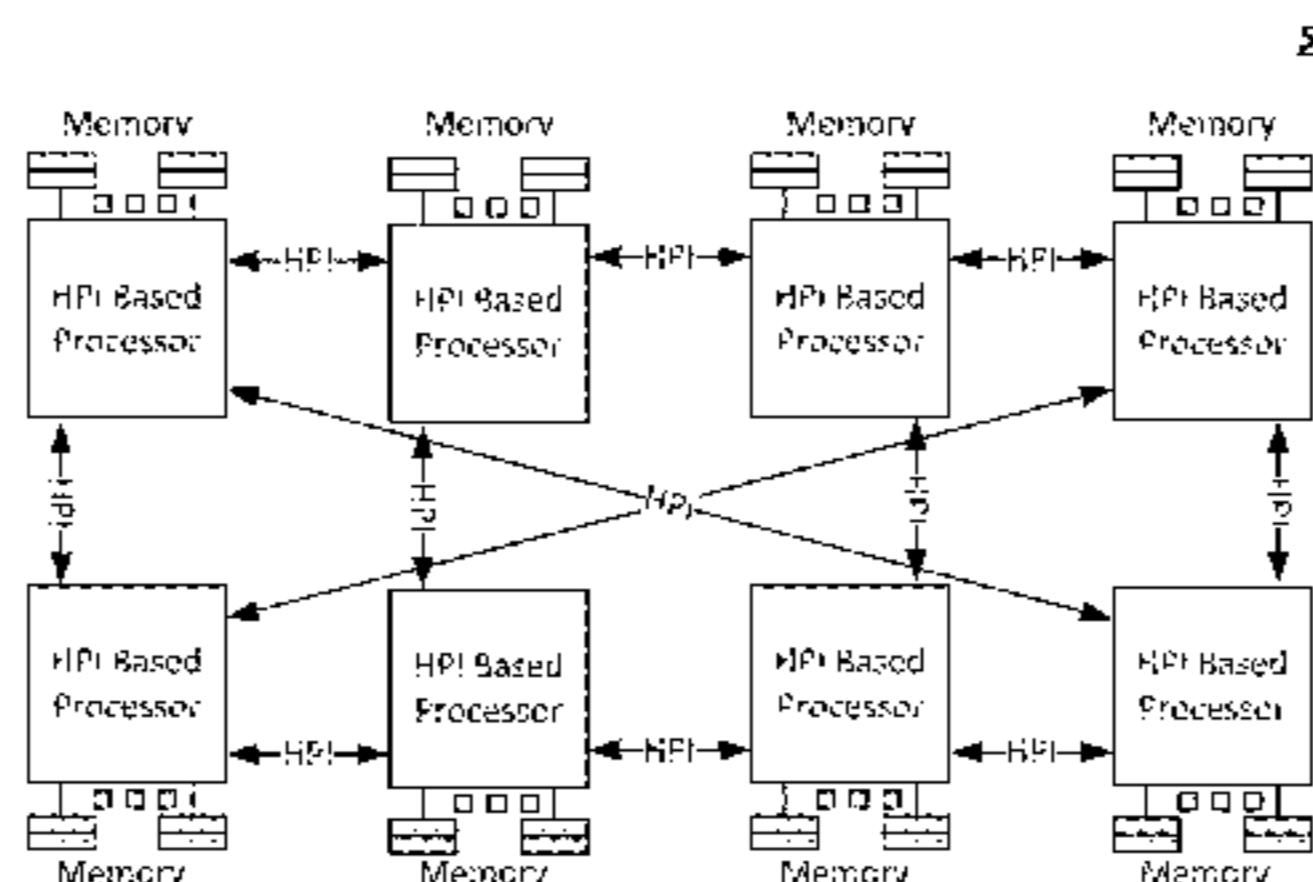 5
Memory Memory Memory Memory
HPI HPI HPI
HPI Based HPI Based HPI Based HPI Based
Processor Processor Processor Processor
HPI HPI HPI HPI HPI
HPI Based HPI Based HPI Based HPI Based
Processor Processor Processor Processor
HPI HPI HPI
Memory Memory Memory Memory